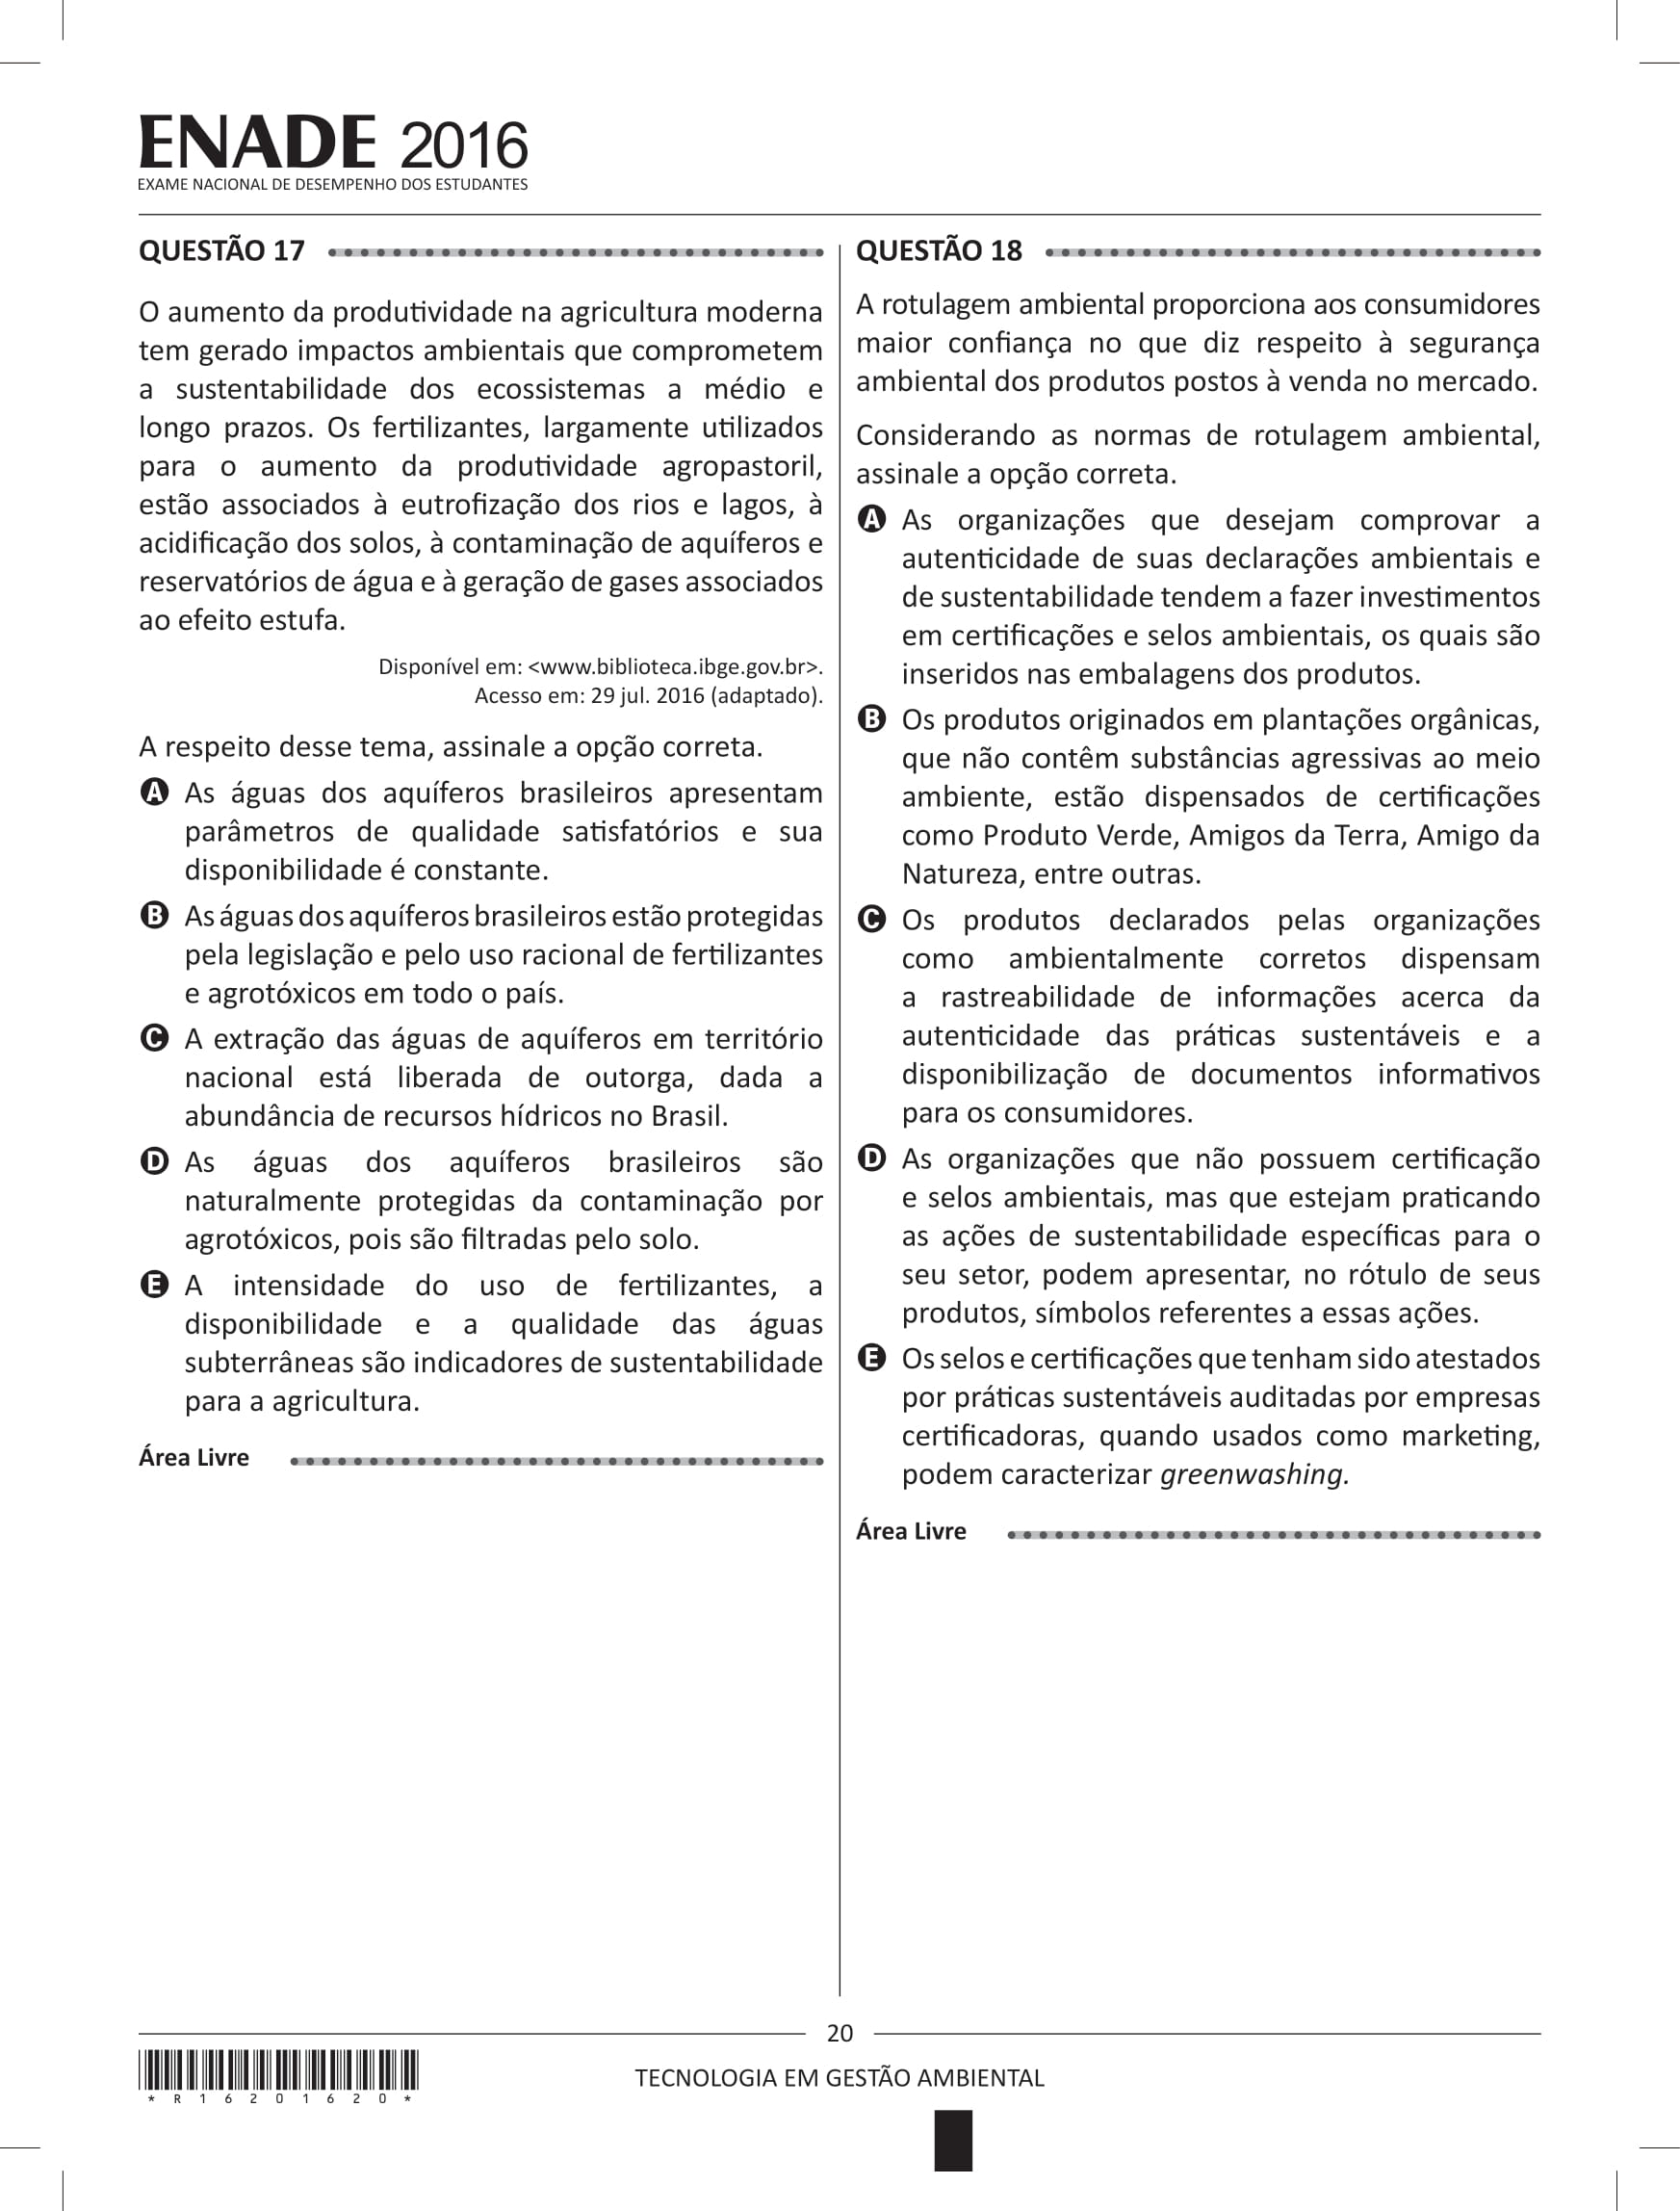 ENADE 2016
EXAME NACIONAL DE DESEMPENHO DOS ESTUDANTES
QUESTÃO 17
O aumento da produtividade na agricultura moderna
tem gerado impactos ambientais que comprometem
a sustentabilidade dos ecossistemas a médio e
longo prazos. Os fertilizantes, largamente utilizados
para o aumento da produtividade agropastoril,
estão associados à eutrofização dos rios e lagos, à
acidificação dos solos, à contaminação de aquíferos e
reservatórios de água e à geração de gases associados
ao efeito estufa.
Disponível em: <www.biblioteca.ibge.gov.br>.
Acesso em: 29 jul. 2016 (adaptado).
A respeito desse tema, assinale a opção correta.
A As águas dos aquíferos brasileiros apresentam
parâmetros de qualidade satisfatórios e sua
disponibilidade é constante.
B As águas dos aquíferos brasileiros estão protegidas
pela legislação e pelo uso racional de fertilizantes
e agrotóxicos em todo o país.
C A extração das águas de aquíferos em território
nacional está liberada de outorga, dada a
abundância de recursos hídricos no Brasil.
D As águas dos aquíferos brasileiros são
naturalmente protegidas da contaminação por
agrotóxicos, pois são filtradas pelo solo.
E A intensidade do uso de fertilizantes, a
disponibilidade e a qualidade das águas
subterrâneas são indicadores de sustentabilidade
para a agricultura.
Área Livre
QUESTÃO 18
A rotulagem ambiental proporciona aos consumidores
maior confiança no que diz respeito à segurança
ambiental dos produtos postos à venda no mercado.
Considerando as normas de rotulagem ambiental,
assinale a opção correta.
A As organizações que desejam comprovar a
autenticidade de suas declarações ambientais e
de sustentabilidade tendem a fazer investimentos
em certificações e selos ambientais, os quais são
inseridos nas embalagens dos produtos.
B Os produtos originados em plantações orgânicas,
que não contêm substâncias agressivas ao meio
ambiente, estão dispensados de certificações
como Produto Verde, Amigos da Terra, Amigo da
Natureza, entre outras.
C Os produtos declarados pelas organizações
como ambientalmente corretos dispensam
a rastreabilidade de informações acerca da
autenticidade das práticas sustentáveis e a
disponibilização de documentos informativos
para os consumidores.
D As organizações que não possuem certificação
e selos ambientais, mas que estejam praticando
as ações de sustentabilidade específicas para o
seu setor, podem apresentar, no rótulo de seus
produtos, símbolos referentes a essas ações.
E Os selos e certificações que tenham sido atestados
por práticas sustentáveis auditadas por empresas
certificadoras, quando usados como marketing,
podem caracterizar greenwashing.
Área Livre
20
TECNOLOGIA EM GESTÃO AMBIENTAL
*R16201620*